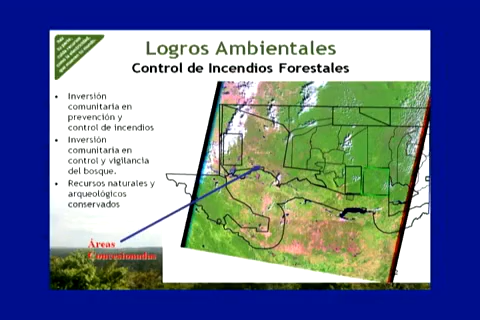 Logros Ambientales
Control de Incendios Forestales
• Inversión
comunitaria en
prevención y
control de incendios
• Inversión
comunitaria en
control y vigilancia
del bosque.
• Recursos naturales y
arqueológicos
conservados
Áreas
Concesionadas